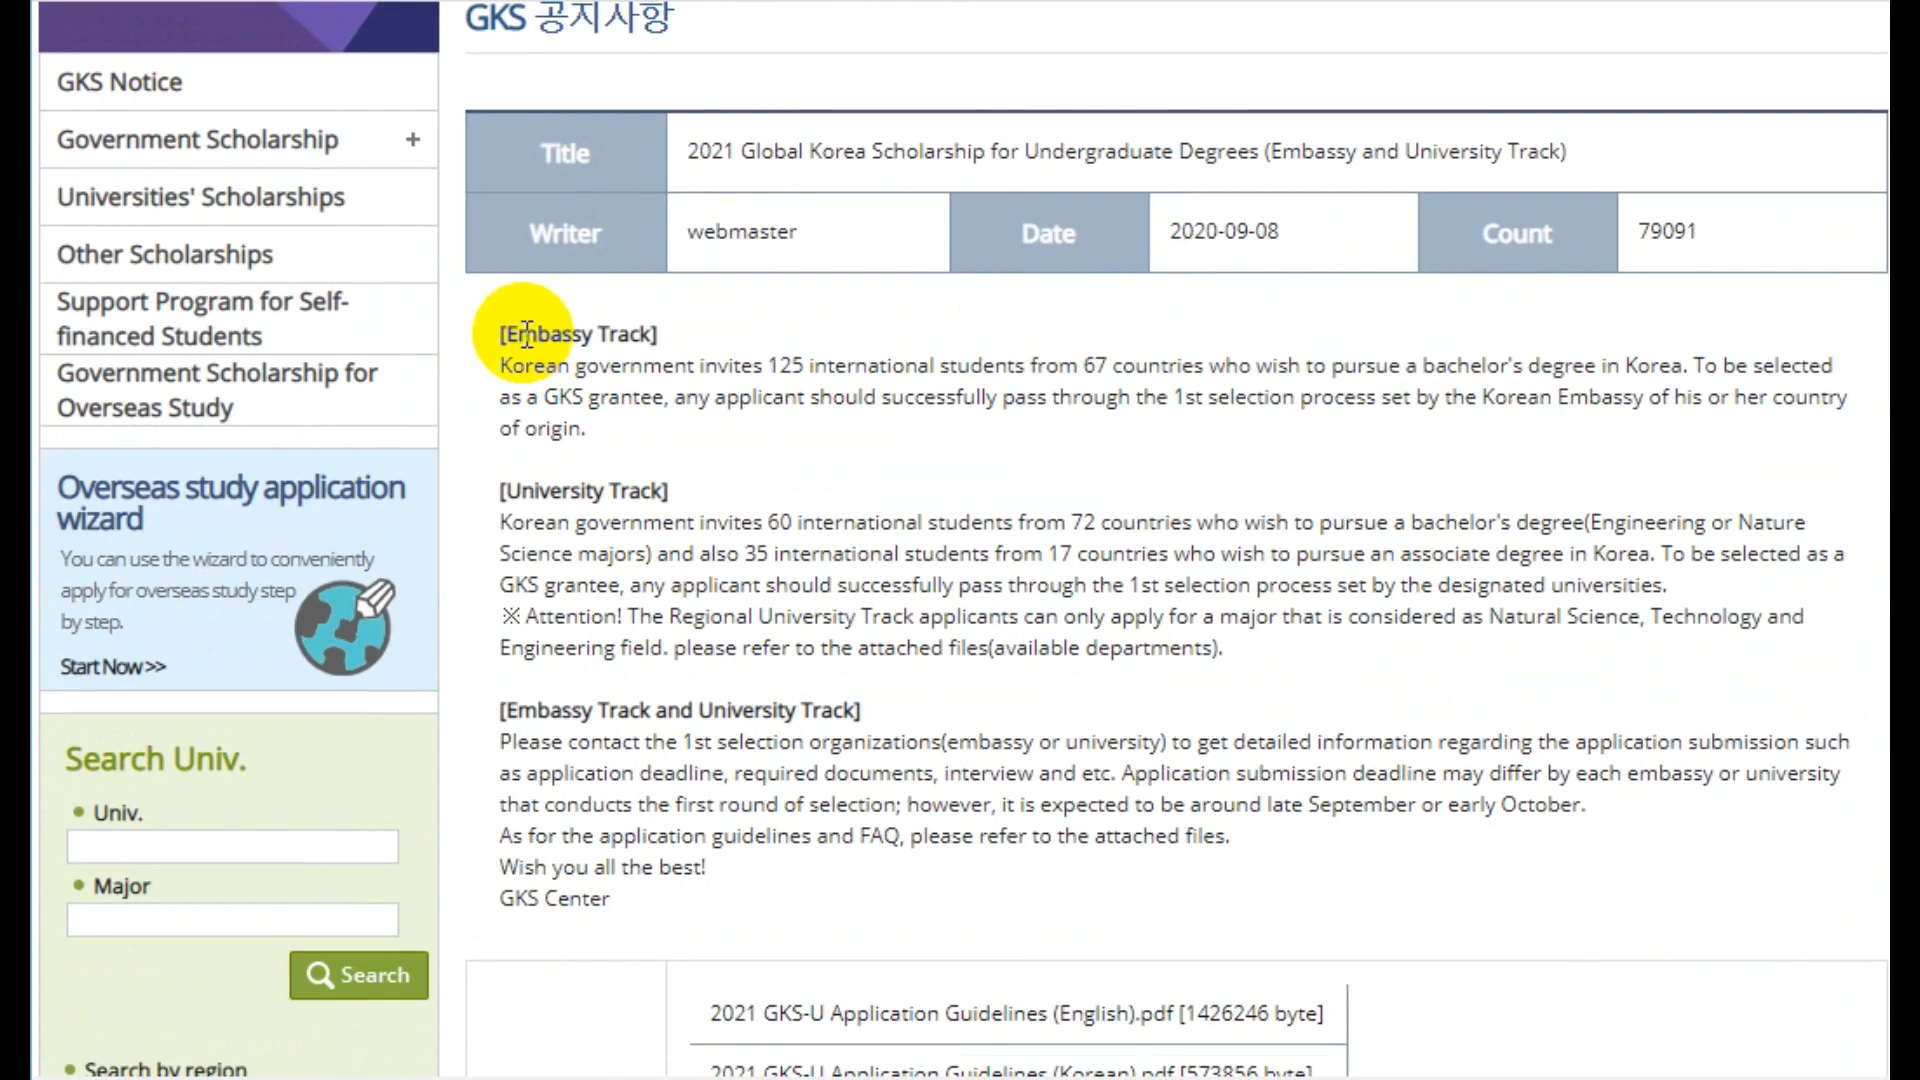 GKS 공지사항
GKS Notice
Government Scholarship +
Universities' Scholarships
Other Scholarships
Support Program for Self-
financed Students
Government Scholarship for
Overseas Study
Overseas study application
wizard
You can use the wizard to conveniently
apply for overseas study step
by step.
Start Now >>
Search Univ.
Univ.
Major
Search
Search by region
Title
2021 Global Korea Scholarship for Undergraduate Degrees (Embassy and University Track)
Writer
webmaster
Date
2020-09-08
Count
79091
[Embassy Track]
Korean government invites 125 international students from 67 countries who wish to pursue a bachelor's degree in Korea. To be selected
as a GKS grantee, any applicant should successfully pass through the 1st selection process set by the Korean Embassy of his or her country
of origin.
[University Track]
Korean government invites 60 international students from 72 countries who wish to pursue a bachelor's degree(Engineering or Nature
Science majors) and also 35 international students from 17 countries who wish to pursue an associate degree in Korea. To be selected as a
GKS grantee, any applicant should successfully pass through the 1st selection process set by the designated universities.
※ Attention! The Regional University Track applicants can only apply for a major that is considered as Natural Science, Technology and
Engineering field. please refer to the attached files(available departments).
[Embassy Track and University Track]
Please contact the 1st selection organizations(embassy or university) to get detailed information regarding the application submission such
as application deadline, required documents, interview and etc. Application submission deadline may differ by each embassy or university
that conducts the first round of selection; however, it is expected to be around late September or early October.
As for the application guidelines and FAQ, please refer to the attached files.
Wish you all the best!
GKS Center
2021 GKS-U Application Guidelines (English).pdf [1426246 byte]
2021 GKS-U Application Guidelines (Korean).pdf [573856 byte]